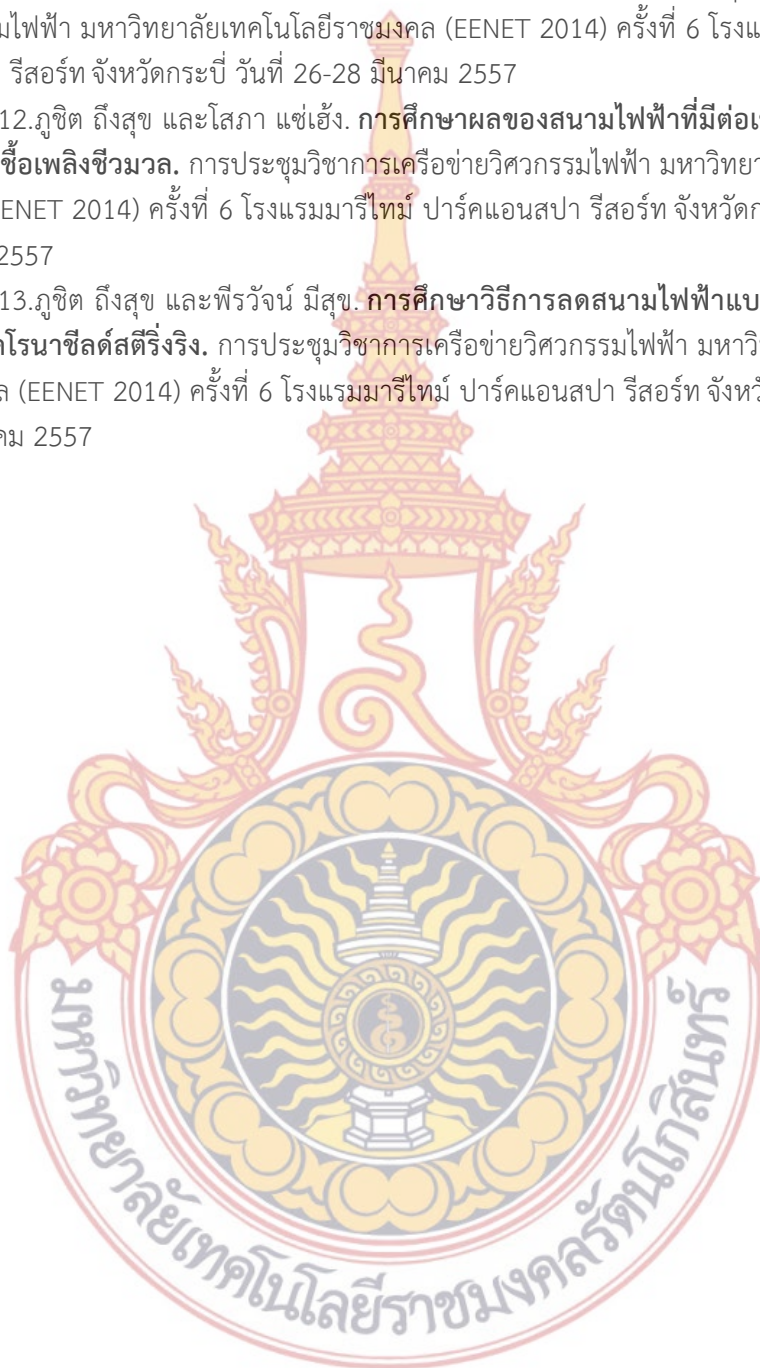 มไฟฟ้า มหาวิทยาลัยเทคโนโลยีราชมงคล (EENET 2014) ครั้งที่ 6 โรงแ
รีสอร์ท จังหวัดกระบี่ วันที่ 26-28 มีนาคม 2557
12.ภูชิต ถึงสุข และโสภา แซ่เฮ้ง. การศึกษาผลของสนามไฟฟ้าที่มีต่อเ
ชื้อเพลิงชีวมวล. การประชุมวิชาการเครือข่ายวิศวกรรมไฟฟ้า มหาวิทยา
ENET 2014) ครั้งที่ 6 โรงแรมมารีไทม์ ปาร์คแอนสปา รีสอร์ท จังหวัดก
2557
13.ภูชิต ถึงสุข และพีรวัจน์ มีสุข. การศึกษาวิธีการลดสนามไฟฟ้าแบ
คโรนาชีลด์สตริ่งริง. การประชุมวิชาการเครือข่ายวิศวกรรมไฟฟ้า มหาวิ
ล (EENET 2014) ครั้งที่ 6 โรงแรมมารีไทม์ ปาร์คแอนสปา รีสอร์ท จังหวั
คม 2557
มหาวิทยาลัยเทคโนโลยีราชมงคลรัตนโกสินทร์